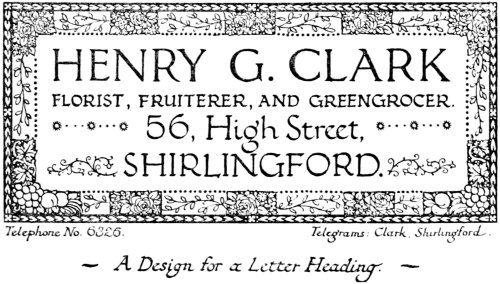 HENRY G. CLARK
FLORIST, FRUITERER, AND GREENGROCER.
56, High Street,
SHIRLINGFORD.
Telephone No. 6326. Telegrams: Clark, Shirlingford.
— A Design for a Letter Heading. —